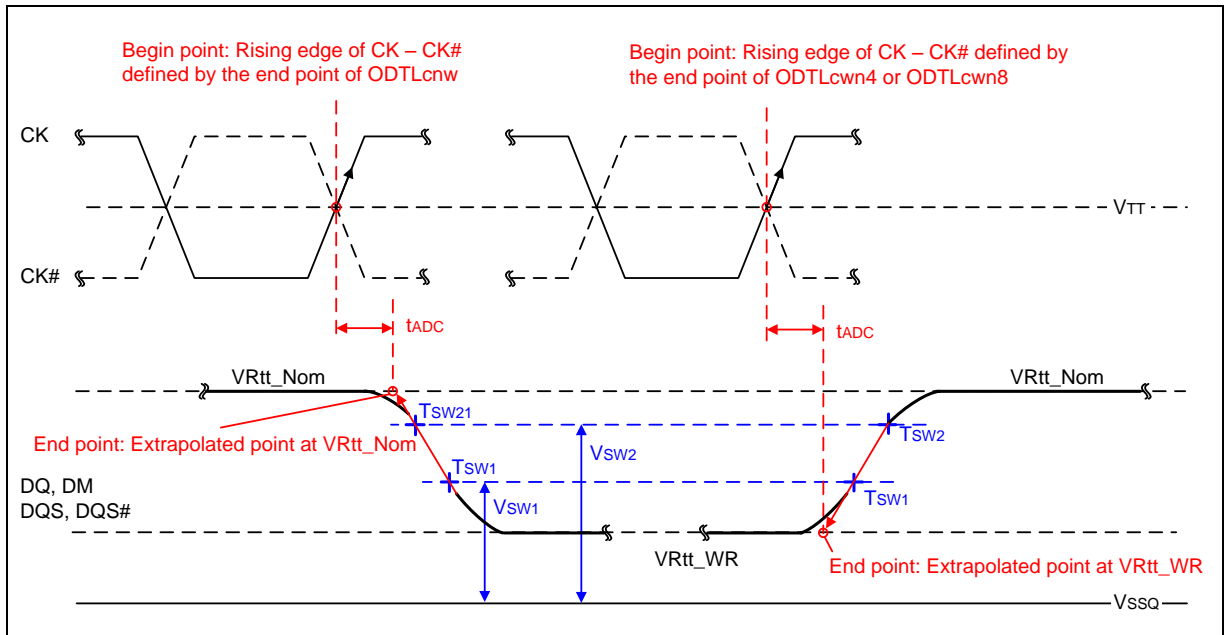 Begin point: Rising edge of CK – CK#
defined by the end point of ODTLcnw
Begin point: Rising edge of CK – CK# defined by
the end point of ODTLcwn4 or ODTLcwn8
CK
VTT
CK#
tADC
tADC
VRtt_Nom
VRtt_Nom
TSW21
TSW2
End point: Extrapolated point at VRtt_Nom
VSW2
TSW1
TSW1
DQ, DM
DQS, DQS#
VSW1
VRtt_WR
End point: Extrapolated point at VRtt_WR
VSSQ